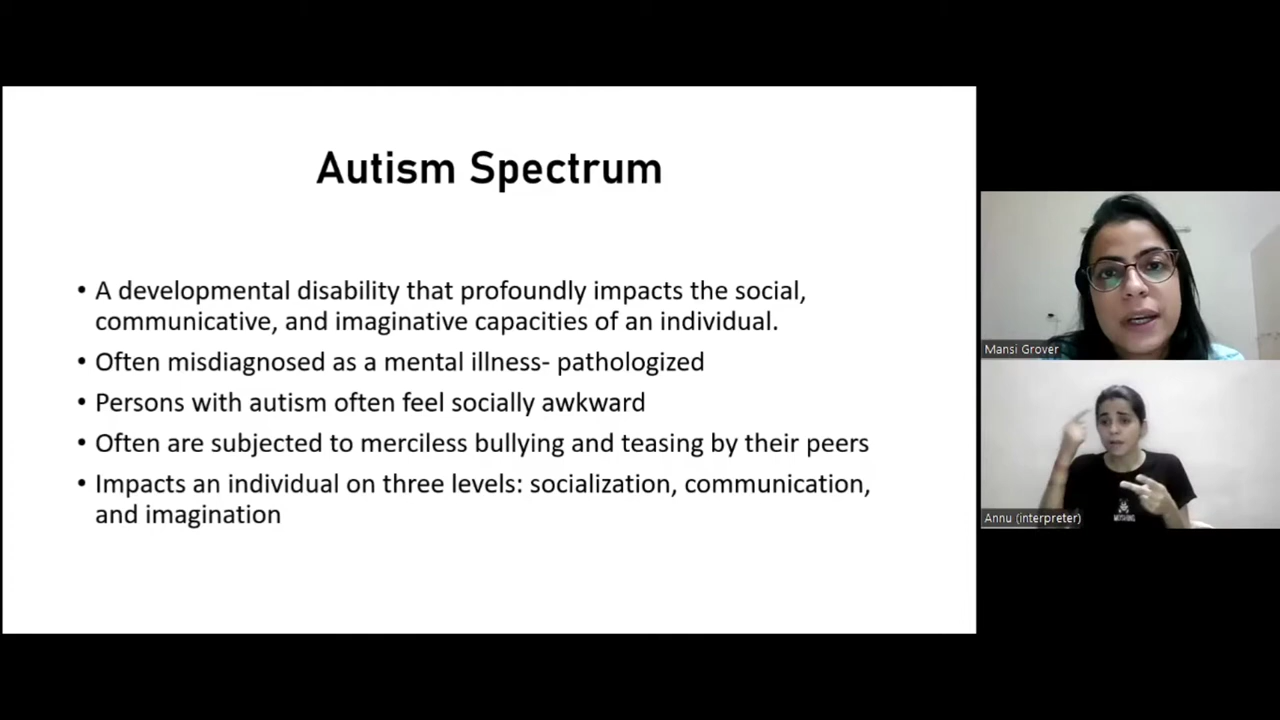 Autism Spectrum
• A developmental disability that profoundly impacts the social,
communicative, and imaginative capacities of an individual.
• Often misdiagnosed as a mental illness- pathologized
• Persons with autism often feel socially awkward
• Often are subjected to merciless bullying and teasing by their peers
• Impacts an individual on three levels: socialization, communication,
and imagination
Mansi Grover
Annu (interpreter)